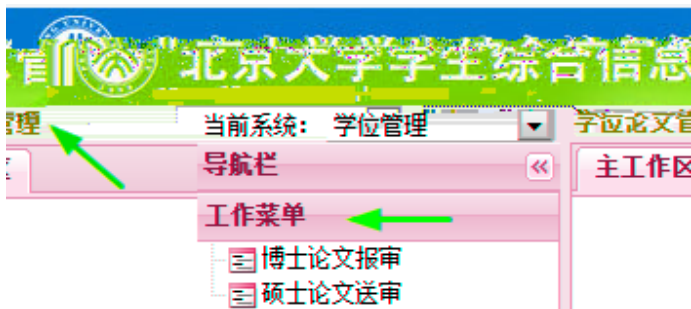 北京大学学生综合信息
管理
当前系统： 学位管理
学位论文管
导航栏
主工作区
工作菜单
博士论文报审
硕士论文送审